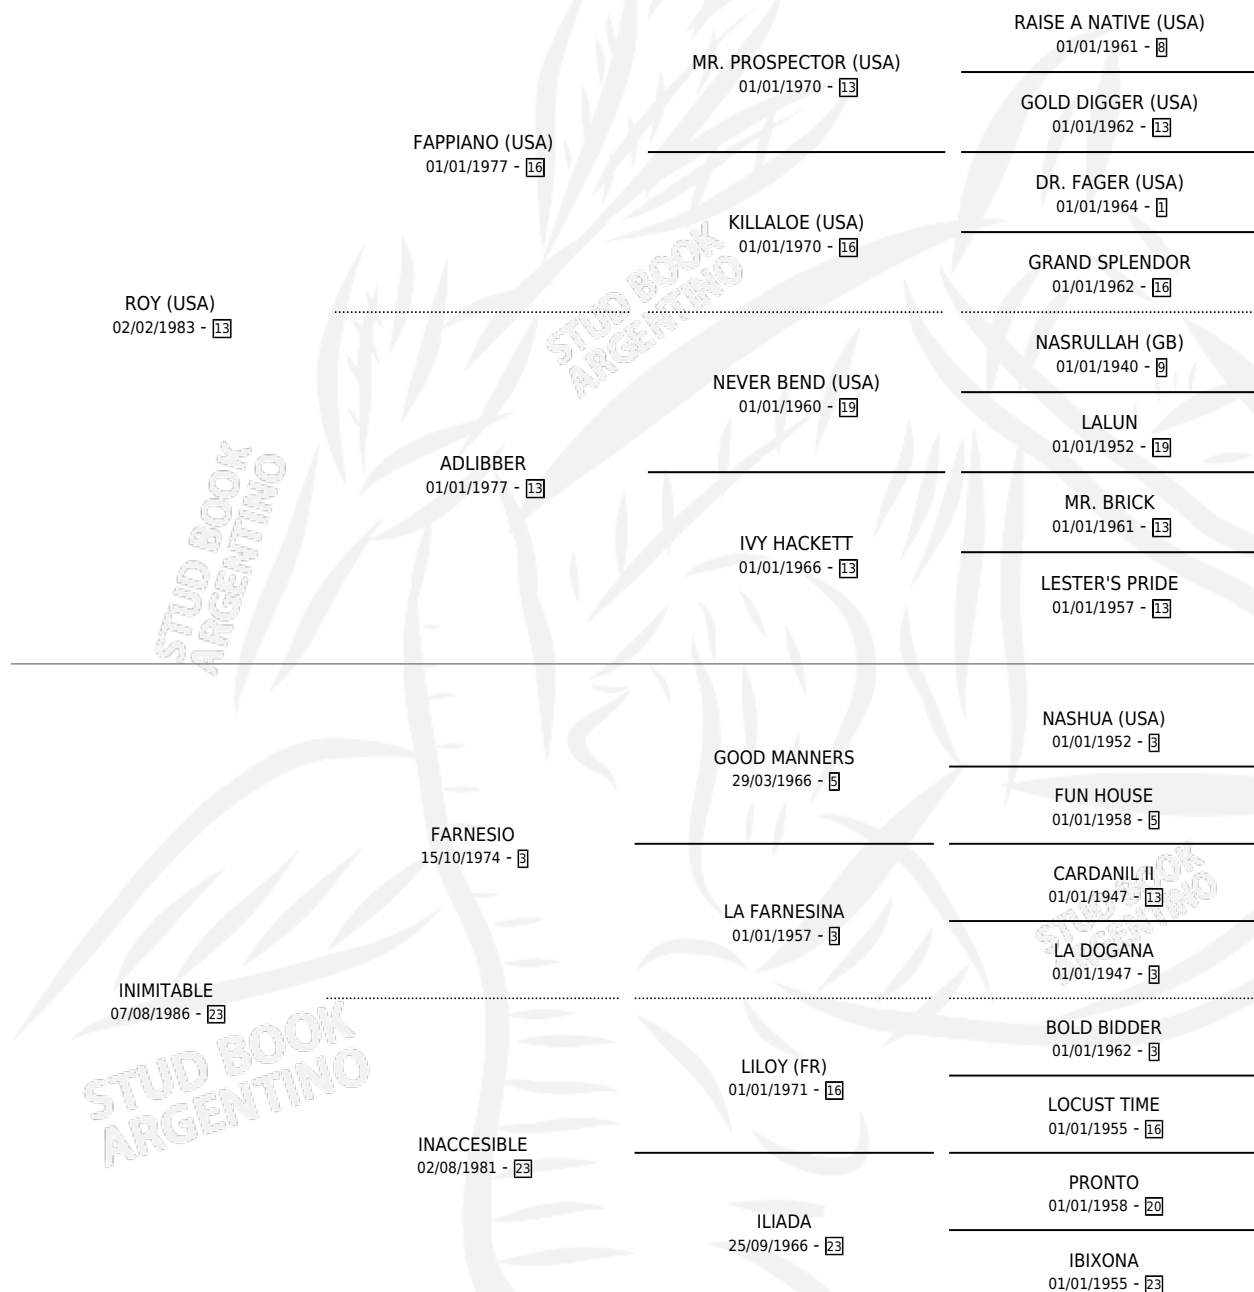 RAISE A NATIVE (USA)
01/01/1961 - 8
MR. PROSPECTOR (USA)
01/01/1970 - 13
GOLD DIGGER (USA)
01/01/1962 - 13
FAPPIANO (USA)
01/01/1977 - 16
DR. FAGER (USA)
01/01/1964 - 1
KILLALOE (USA)
01/01/1970 - 16
GRAND SPLENDOR
01/01/1962 - 16
ROY (USA)
02/02/1983 - 13
NASRULLAH (GB)
01/01/1940 - 9
NEVER BEND (USA)
01/01/1960 - 19
LALUN
01/01/1952 - 19
ADLIBBER
01/01/1977 - 13
MR. BRICK
01/01/1961 - 13
IVY HACKETT
01/01/1966 - 13
LESTER'S PRIDE
01/01/1957 - 13
NASHUA (USA)
01/01/1952 - 3
GOOD MANNERS
29/03/1966 - 5
FUN HOUSE
01/01/1958 - 5
FARNESIO
15/10/1974 - 3
CARDANIL II
01/01/1947 - 13
LA FARNESINA
01/01/1957 - 3
LA DOGANA
01/01/1947 - 3
INIMITABLE
07/08/1986 - 23
BOLD BIDDER
01/01/1962 - 3
LILOY (FR)
01/01/1971 - 16
LOCUST TIME
01/01/1955 - 16
INACCESIBLE
02/08/1981 - 23
PRONTO
01/01/1958 - 20
ILIADA
25/09/1966 - 23
IBIXONA
01/01/1955 - 23
STUD BOOK
ARGENTINO
STUD BOOK
ARGENTINO
STUD BOOK
ARGENTINO
STUD BOOK
ARGENTINO